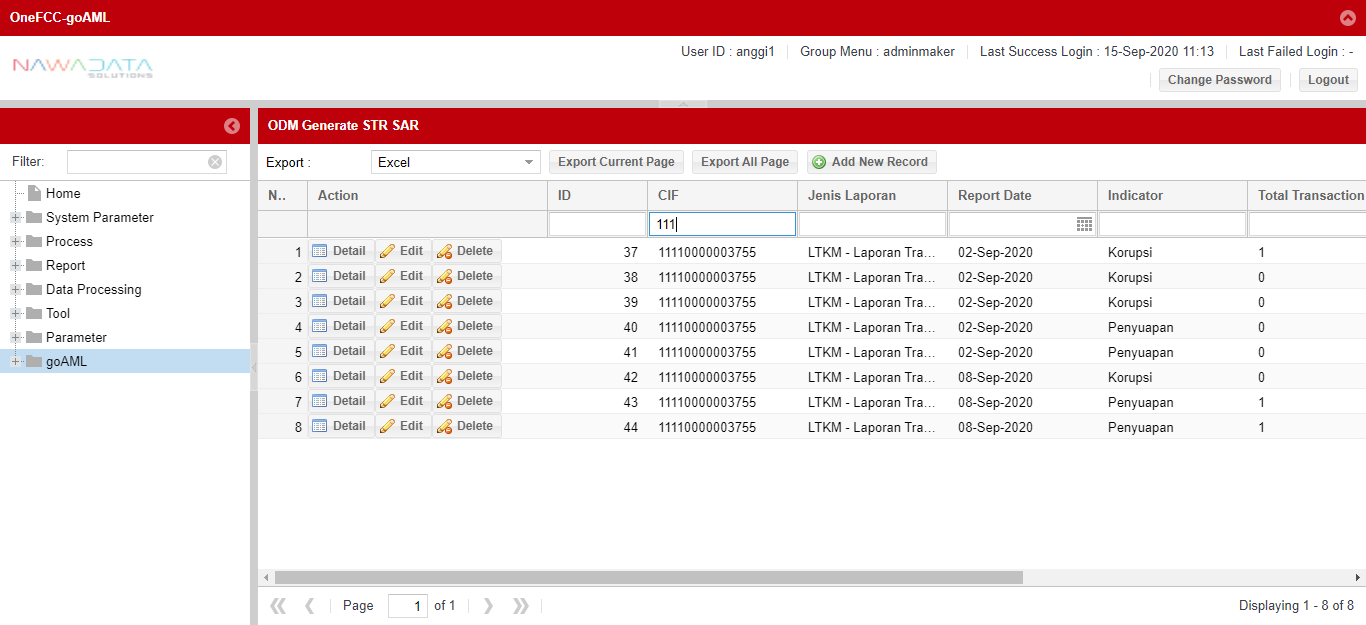 OneFCC-goAML
User ID : anggi1 Group Menu : adminmaker Last Success Login : 15-Sep-2020 11:13 Last Failed Login : -
NAWADATA
SOLUTIONS
Change Password Logout
ODM Generate STR SAR
Filter:
Export : Excel Export Current Page Export All Page Add New Record
Home
System Parameter
Process
Report
Data Processing
Tool
Parameter
goAML
N.. Action ID CIF Jenis Laporan Report Date Indicator Total Transaction
111
1 Detail Edit Delete 37 11110000003755 LTKM - Laporan Tra... 02-Sep-2020 Korupsi 1
2 Detail Edit Delete 38 11110000003755 LTKM - Laporan Tra... 02-Sep-2020 Korupsi 0
3 Detail Edit Delete 39 11110000003755 LTKM - Laporan Tra... 02-Sep-2020 Korupsi 0
4 Detail Edit Delete 40 11110000003755 LTKM - Laporan Tra... 02-Sep-2020 Penyuapan 0
5 Detail Edit Delete 41 11110000003755 LTKM - Laporan Tra... 02-Sep-2020 Penyuapan 0
6 Detail Edit Delete 42 11110000003755 LTKM - Laporan Tra... 08-Sep-2020 Korupsi 0
7 Detail Edit Delete 43 11110000003755 LTKM - Laporan Tra... 08-Sep-2020 Penyuapan 1
8 Detail Edit Delete 44 11110000003755 LTKM - Laporan Tra... 08-Sep-2020 Penyuapan 1
Page 1 of 1 Displaying 1 - 8 of 8